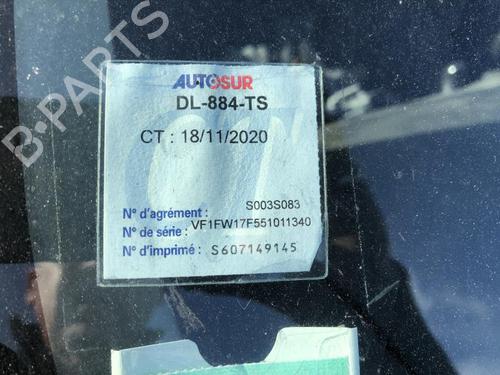 AUTOSUR
DL-884-TS
CT : 18/11/2020
N° d'agrément : S003S083
N° de série : VF1FW17F551011340
N° d'imprimé : S607149145
B-PARTS